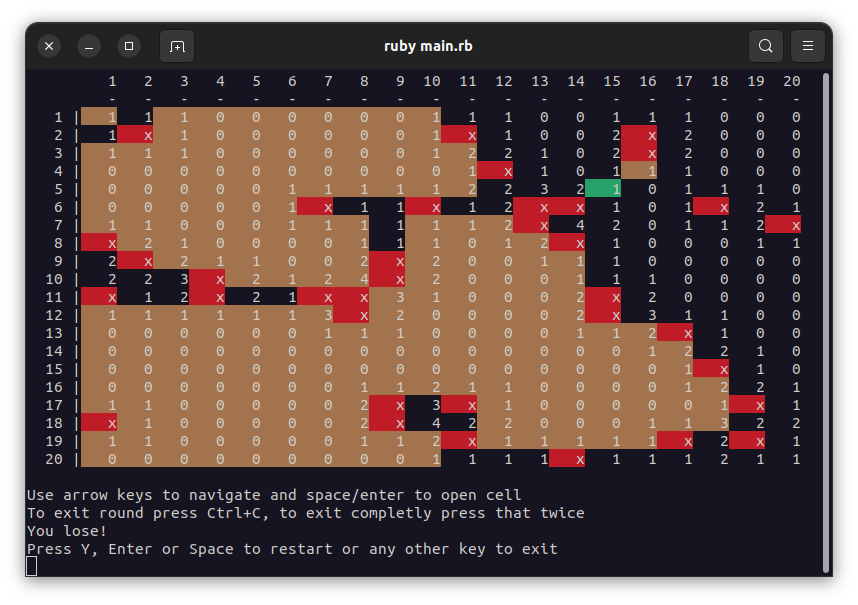 ruby main.rb
1 2 3 4 5 6 7 8 9 10 11 12 13 14 15 16 17 18 19 20
- - - - - - - - - - - - - - - - - - - -
1 | 1 1 1 0 0 0 0 0 0 1 1 1 0 0 1 1 1 0 0 0
2 | 1 x 1 0 0 0 0 0 0 1 x 1 0 0 2 x 2 0 0 0
3 | 1 1 1 0 0 0 0 0 0 1 2 2 1 0 2 x 2 0 0 0
4 | 0 0 0 0 0 0 0 0 0 0 1 x 1 0 1 1 1 0 0 0
5 | 0 0 0 0 0 1 1 1 1 1 2 2 3 2 1 0 1 1 1 0
6 | 0 0 0 0 0 1 x 1 1 x 1 2 x x 1 0 1 x 2 1
7 | 1 1 0 0 0 1 1 1 1 1 1 2 x 4 2 0 1 1 2 x
8 | x 2 1 0 0 0 0 1 1 1 0 1 2 x 1 0 0 0 1 1
9 | 2 x 2 1 1 0 0 2 x 2 0 0 1 1 1 0 0 0 0 0
10 | 2 2 3 x 2 1 2 4 x 2 0 0 0 1 1 1 0 0 0 0
11 | x 1 2 x 2 1 x x 3 1 0 0 0 2 x 2 0 0 0 0
12 | 1 1 1 1 1 1 3 x 2 0 0 0 0 2 x 3 1 1 0 0
13 | 0 0 0 0 0 0 1 1 1 0 0 0 0 1 1 2 x 1 0 0
14 | 0 0 0 0 0 0 0 0 0 0 0 0 0 0 0 1 2 2 1 0
15 | 0 0 0 0 0 0 0 0 0 0 0 0 0 0 0 0 1 x 1 0
16 | 0 0 0 0 0 0 0 1 1 2 1 1 0 0 0 0 1 2 2 1
17 | 1 1 0 0 0 0 0 2 x 3 x 1 0 0 0 0 0 1 x 1
18 | x 1 0 0 0 0 0 2 x 4 2 2 0 0 0 1 1 3 2 2
19 | 1 1 0 0 0 0 0 1 1 2 x 1 1 1 1 1 x 2 x 1
20 | 0 0 0 0 0 0 0 0 0 1 1 1 1 x 1 1 1 2 1 1
Use arrow keys to navigate and space/enter to open cell
To exit round press Ctrl+C, to exit completly press that twice
You lose!
Press Y, Enter or Space to restart or any other key to exit